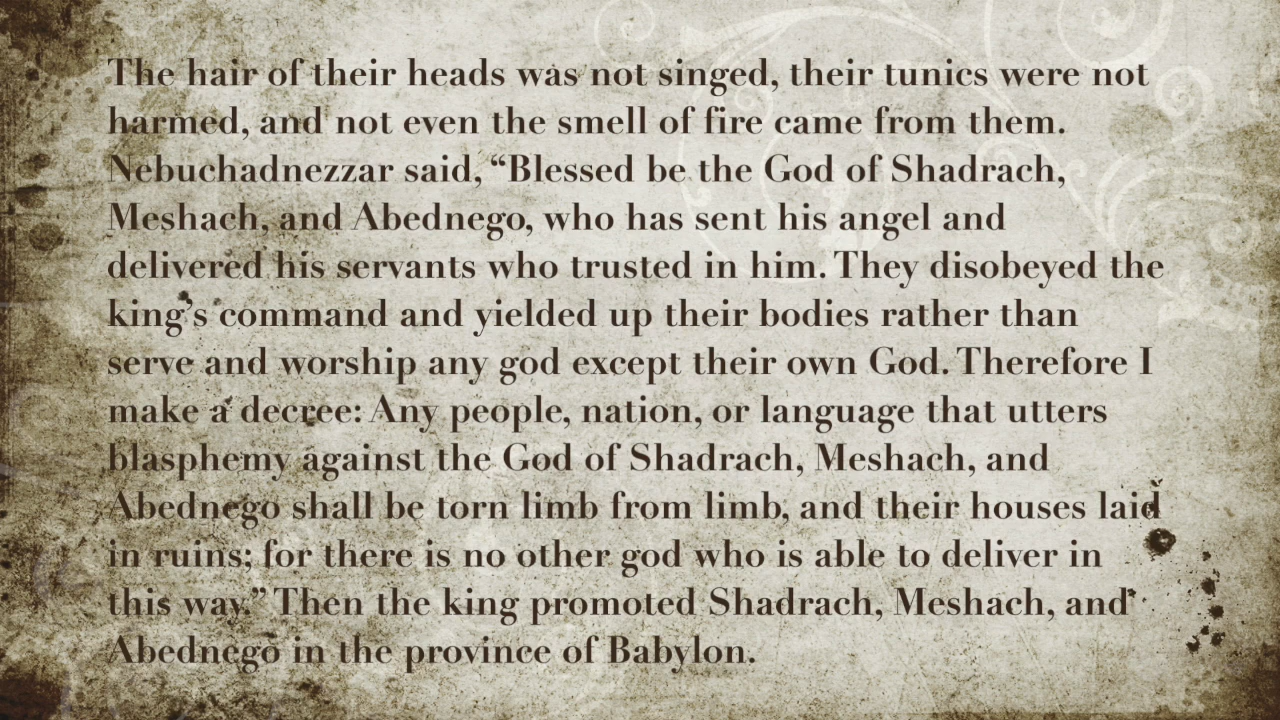 The hair of their heads was not singed, their tunics were not
harmed, and not even the smell of fire came from them.
Nebuchadnezzar said, “Blessed be the God of Shadrach,
Meshach, and Abednego, who has sent his angel and
delivered his servants who trusted in him. They disobeyed the
king’s command and yielded up their bodies rather than
serve and worship any god except their own God. Therefore I
make a decree: Any people, nation, or language that utters
blasphemy against the God of Shadrach, Meshach, and
Abednego shall be torn limb from limb, and their houses laid
in ruins; for there is no other god who is able to deliver in
this way.” Then the king promoted Shadrach, Meshach, and
Abednego in the province of Babylon.